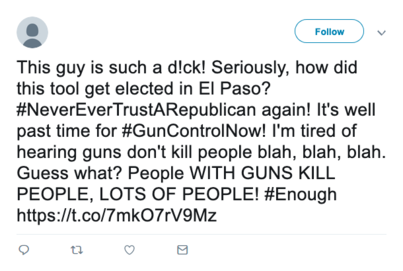 Follow
This guy is such a d!ck! Seriously, how did
this tool get elected in El Paso?
#NeverEverTrustARepublican again! It's well
past time for #GunControlNow! I'm tired of
hearing guns don't kill people blah, blah, blah.
Guess what? People WITH GUNS KILL
PEOPLE, LOTS OF PEOPLE! #Enough
https://t.co/7mkO7rV9Mz